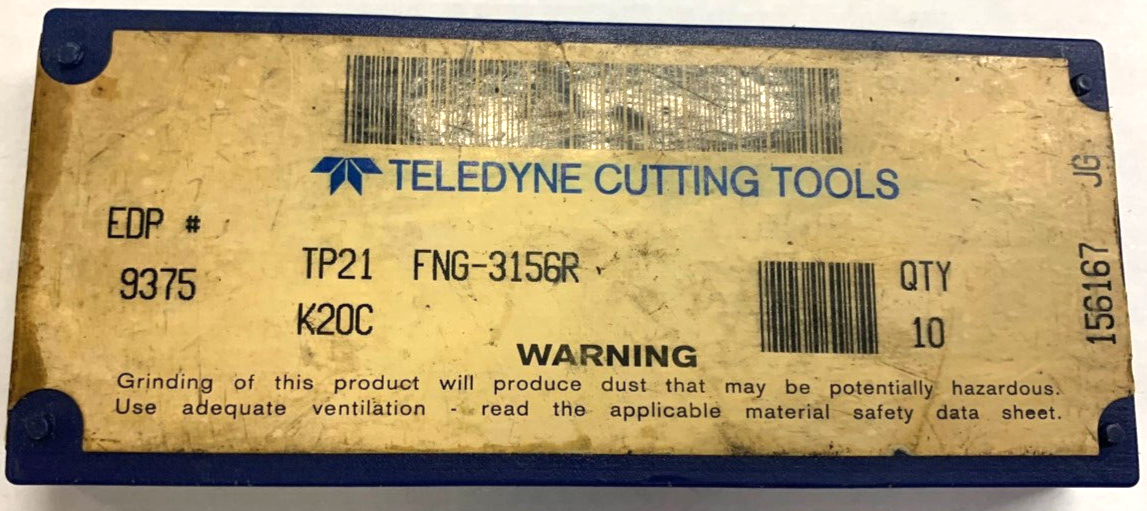 TELEDYNE CUTTING TOOLS
EDP #
9375
TP21 FNG-3156R
K20C
QTY
10
WARNING
Grinding of this product will produce dust that may be potentially hazardous.
Use adequate ventilation - read the applicable material safety data sheet.
156167 JG